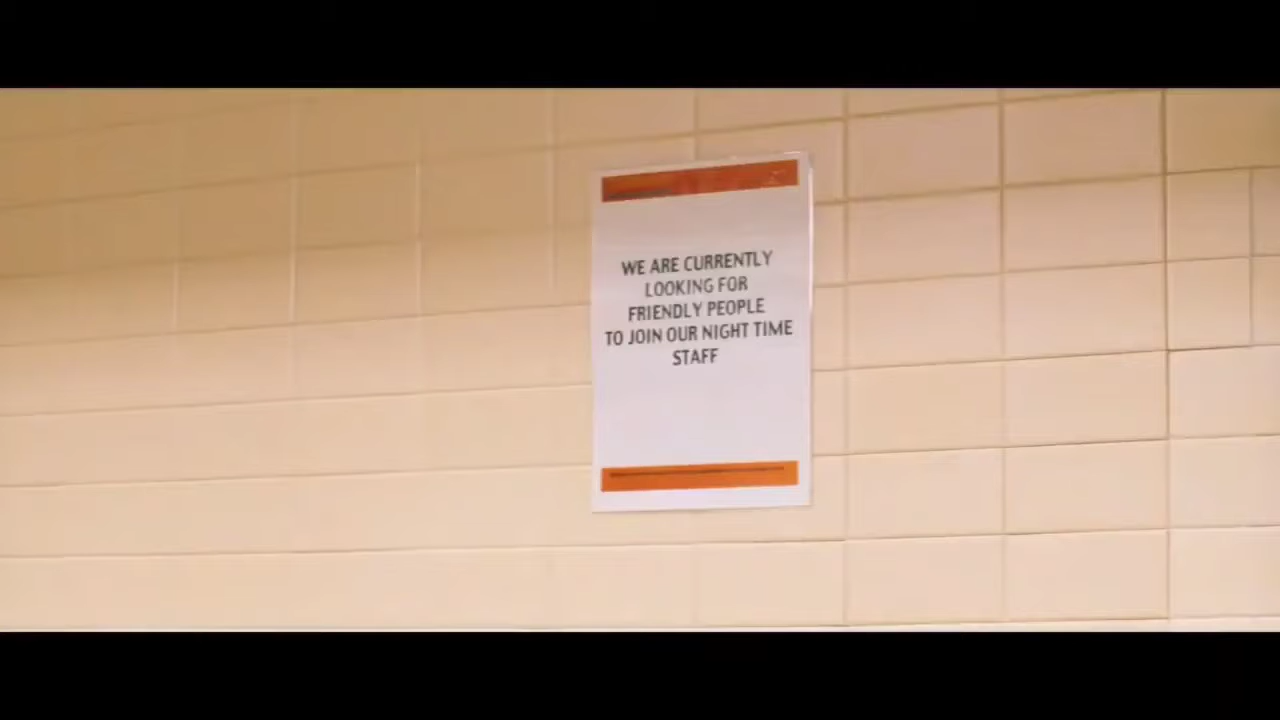 WE ARE CURRENTLY
LOOKING FOR
FRIENDLY PEOPLE
TO JOIN OUR NIGHT TIME
STAFF